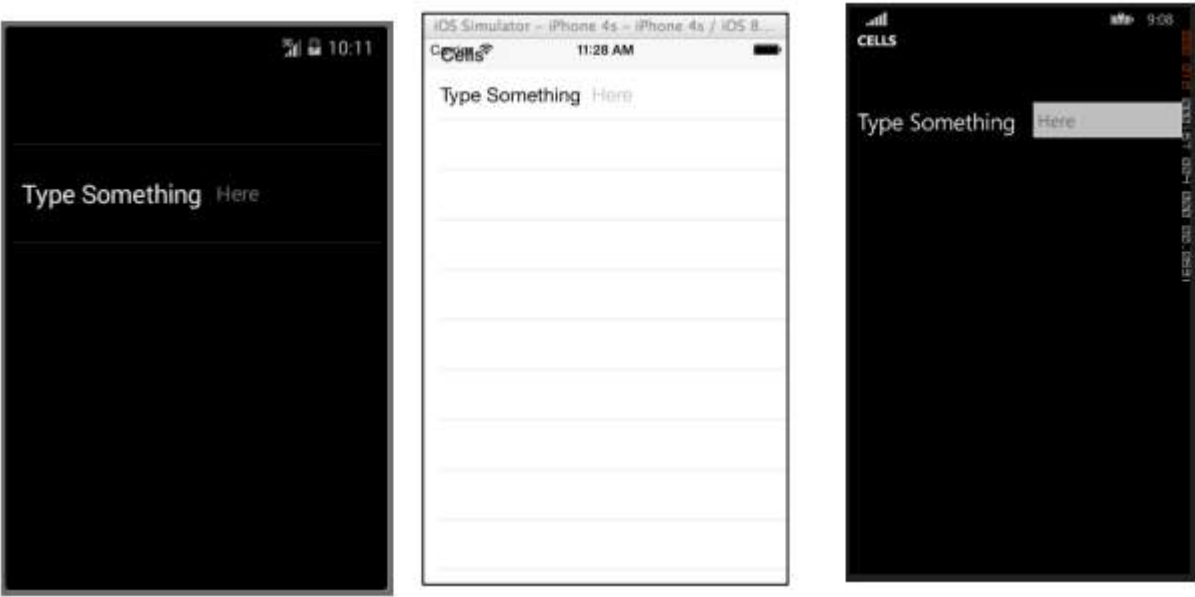 10:11
Type Something Here
iOS Simulator – iPhone 4s – iPhone 4s / iOS 8...
Cells
11:28 AM
Type Something Here
9:08
CELLS
Type Something Here